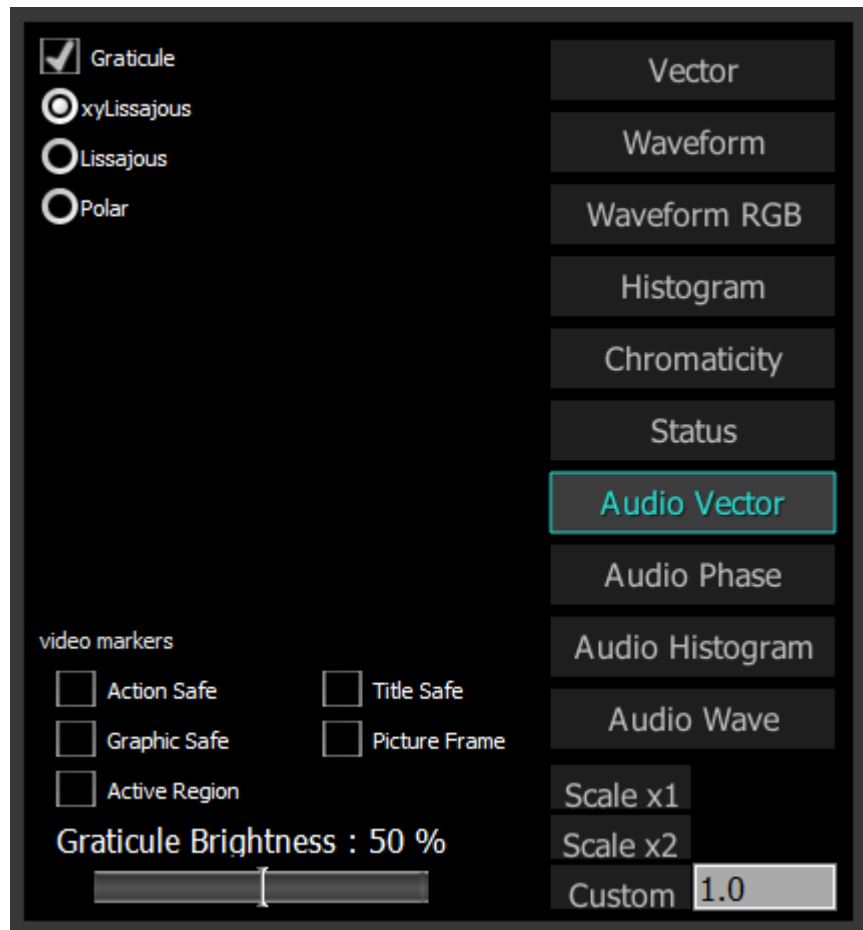 Graticule
xyLissajous
Lissajous
Polar
video markers
Action Safe
Title Safe
Graphic Safe
Picture Frame
Active Region
Graticule Brightness : 50 %
Vector
Waveform
Waveform RGB
Histogram
Chromaticity
Status
Audio Vector
Audio Phase
Audio Histogram
Audio Wave
Scale x1
Scale x2
Custom 1.0